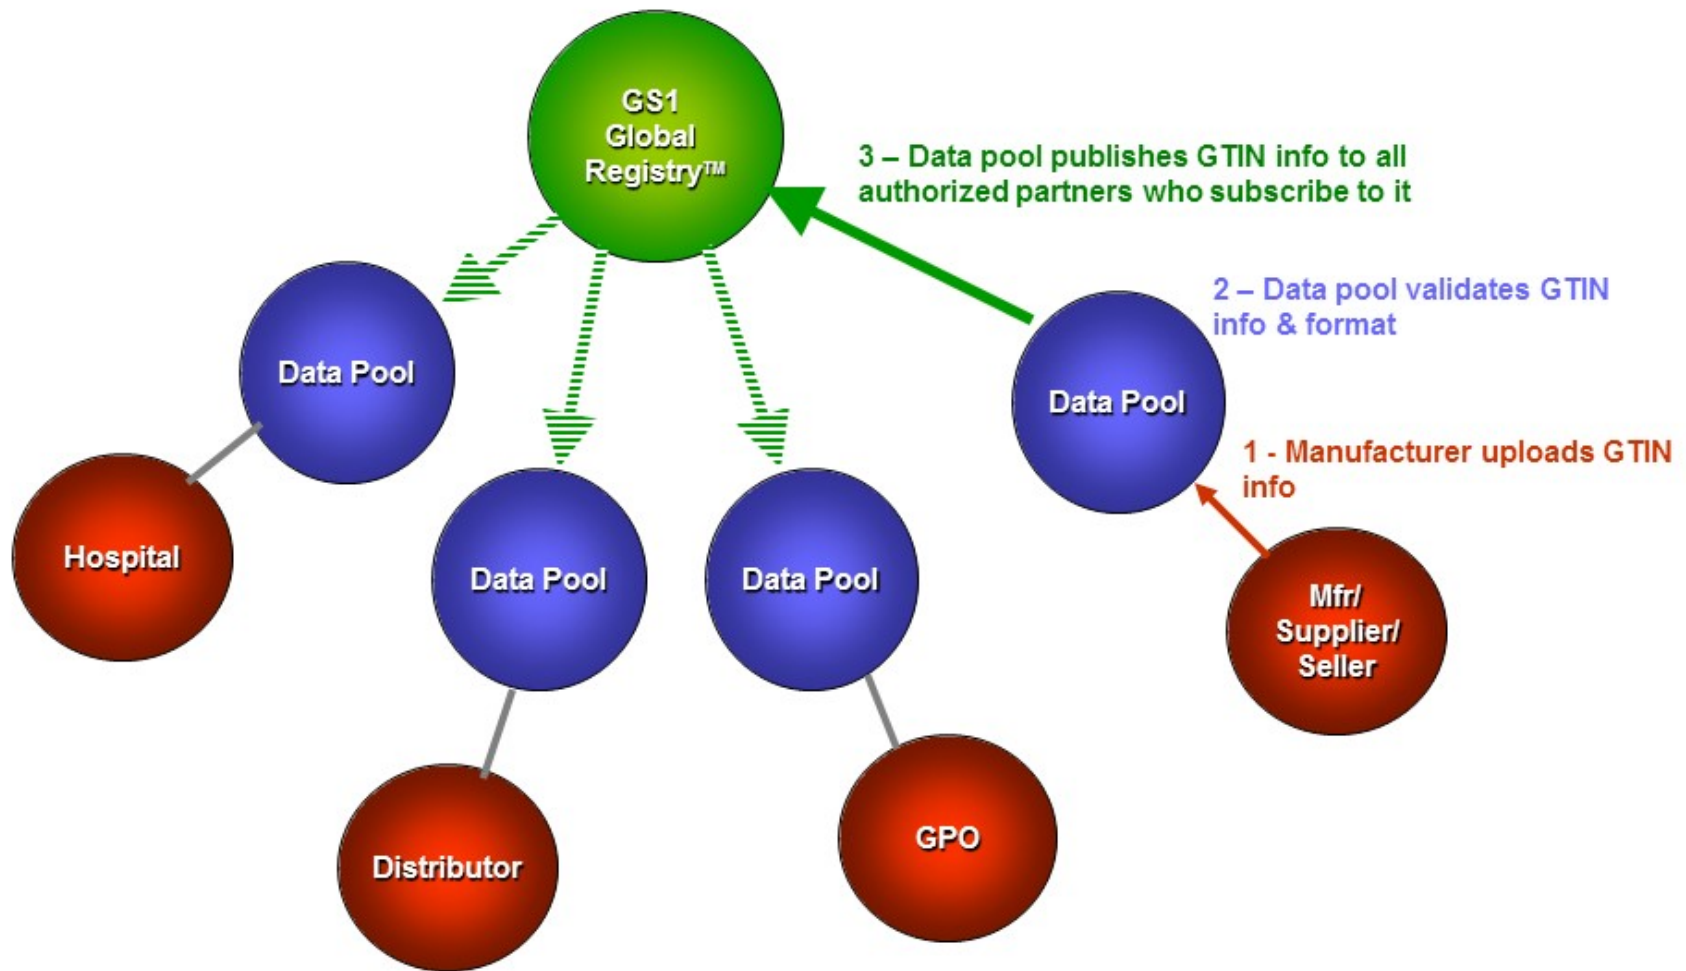 GS1
Global
Registry™
3 – Data pool publishes GTIN info to all
authorized partners who subscribe to it
2 – Data pool validates GTIN
info & format
Data Pool
Data Pool
1 - Manufacturer uploads GTIN
info
Hospital
Data Pool
Data Pool
Mfr/
Supplier/
Seller
Distributor
GPO